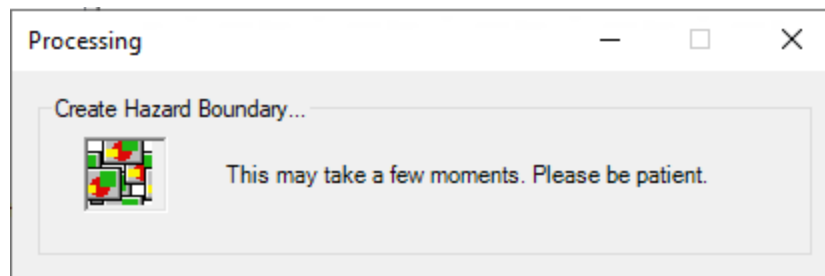 Processing
Create Hazard Boundary...
This may take a few moments. Please be patient.